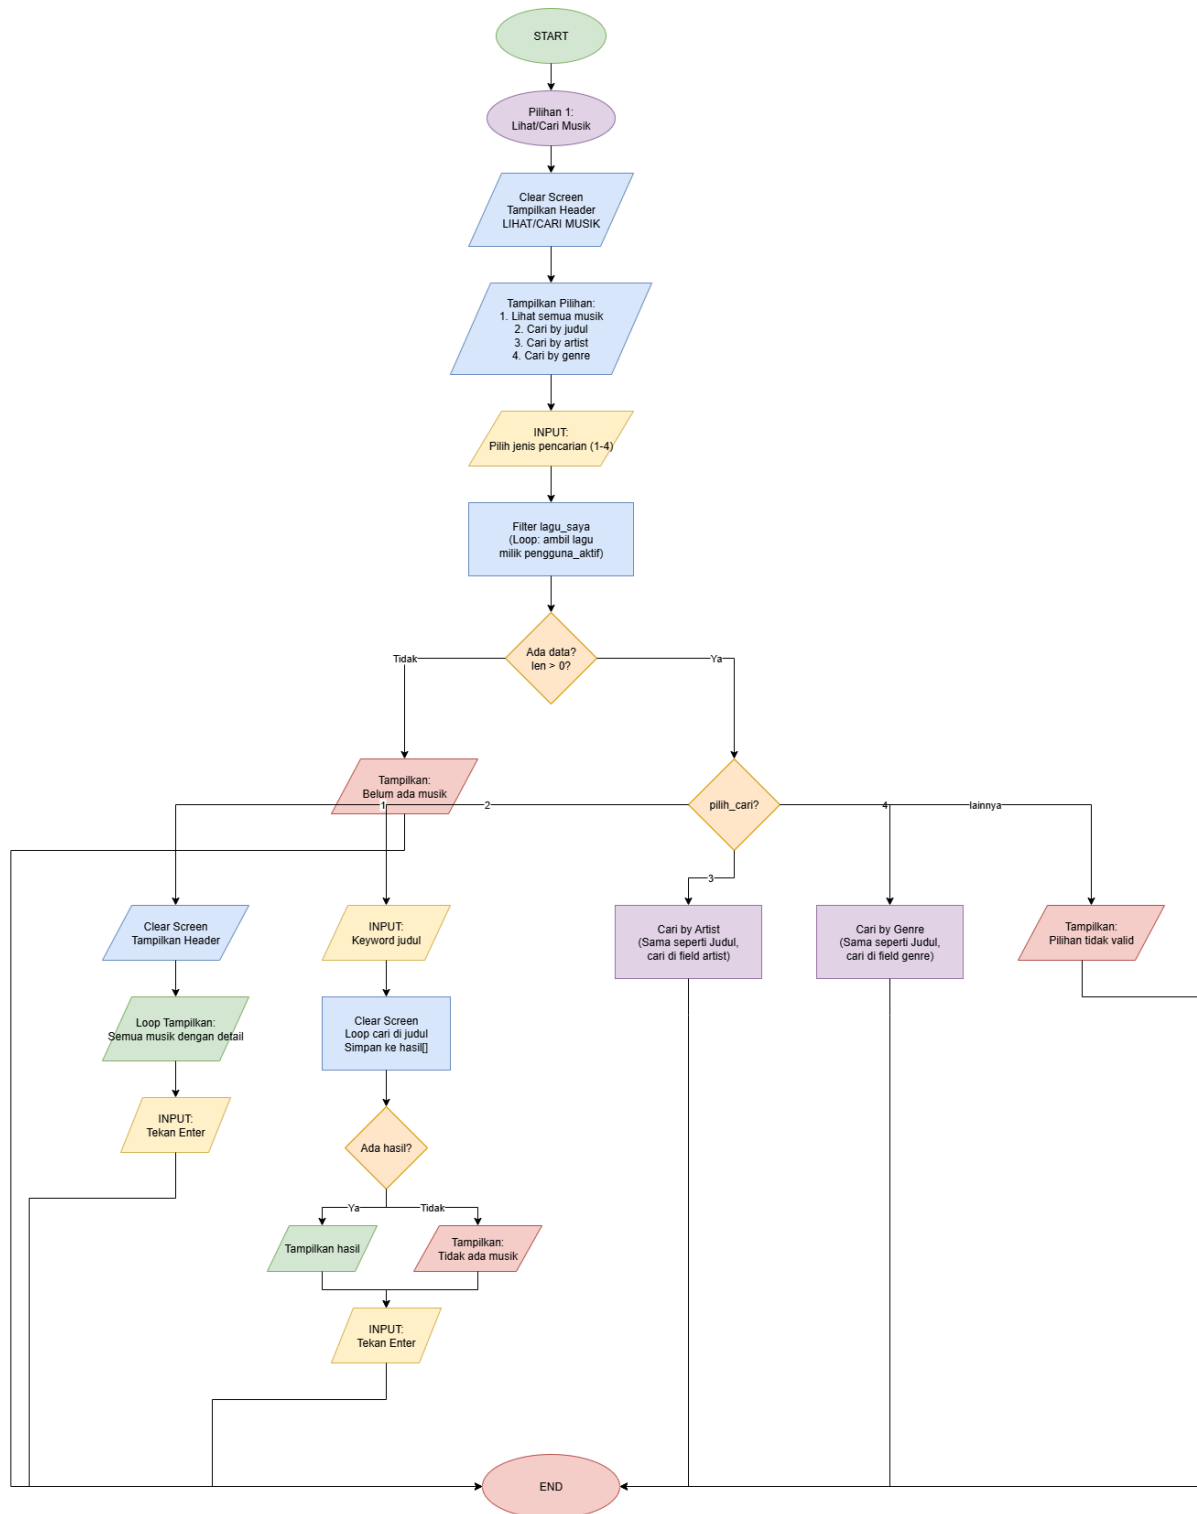 START
Pilihan 1:
Lihat/Cari Musik
Clear Screen
Tampilkan Header
LIHAT/CARI MUSIK
Tampilkan Pilihan:
1. Lihat semua musik
2. Cari by judul
3. Cari by artist
4. Cari by genre
INPUT:
Pilih jenis pencarian (1-4)
Filter lagu_saya
(Loop: ambil lagu
milik pengguna_aktif)
Ada data?
len > 0?
Tidak
Ya
Tampilkan:
Belum ada musik
pilih_cari?
1
2
3
4
lainnya
Clear Screen
Tampilkan Header
Loop Tampilkan:
Semua musik dengan detail
INPUT:
Tekan Enter
INPUT:
Keyword judul
Clear Screen
Loop cari di judul
Simpan ke hasil[]
Ada hasil?
Ya
Tidak
Tampilkan hasil
Tampilkan:
Tidak ada musik
INPUT:
Tekan Enter
Cari by Artist
(Sama seperti Judul,
cari di field artist)
Cari by Genre
(Sama seperti Judul,
cari di field genre)
Tampilkan:
Pilihan tidak valid
END